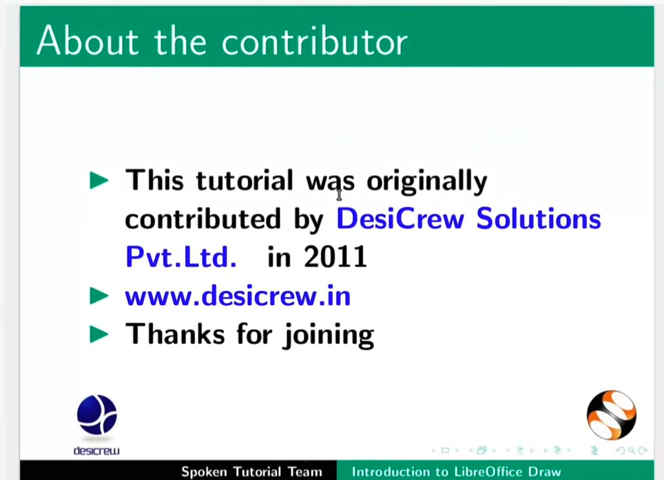 About the contributor
This tutorial was originally
contributed by DesiCrew Solutions
Pvt.Ltd. in 2011
www.desicrew.in
Thanks for joining
desicrew
Spoken Tutorial Team Introduction to LibreOffice Draw